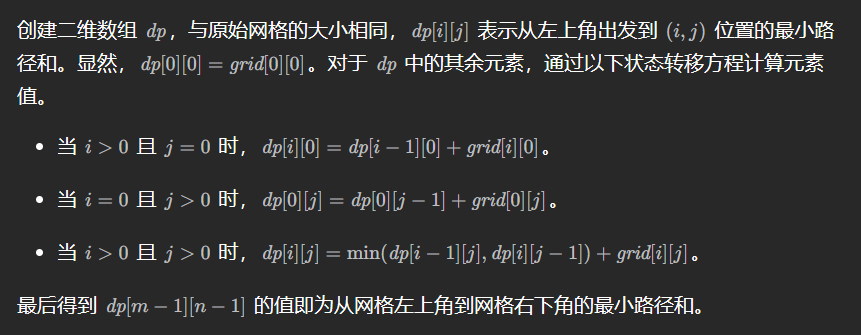 创建二维数组 dp，与原始网格的大小相同，dp[i][j] 表示从左上角出发到 (i,j) 位置的最小路
径和。显然，dp[0][0]=grid[0][0]。对于 dp 中的其余元素，通过以下状态转移方程计算元素
值。
• 当 i>0 且 j=0 时，dp[i][0]=dp[i−1][0]+grid[i][0]。
• 当 i=0 且 j>0 时，dp[0][j]=dp[0][j−1]+grid[0][j]。
• 当 i>0 且 j>0 时，dp[i][j]=min(dp[i−1][j],dp[i][j−1])+grid[i][j]。
最后得到 dp[m−1][n−1] 的值即为从网格左上角到网格右下角的最小路径和。